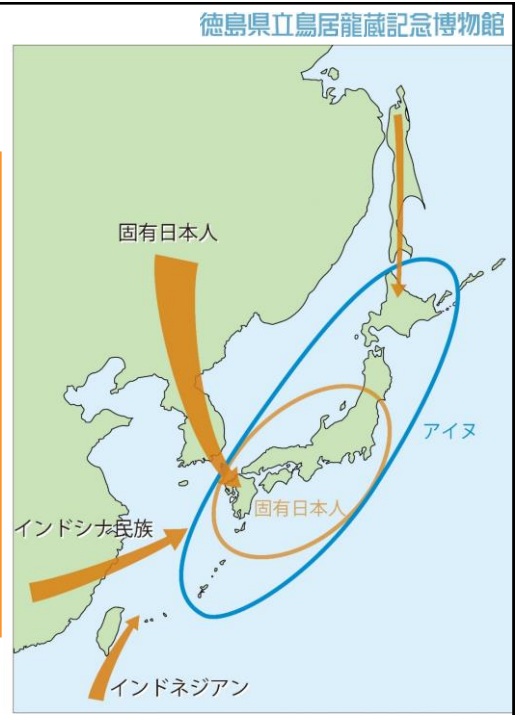 徳島県立鳥居龍蔵記念博物館
固有日本人
アイヌ
固有日本人
インドシナ民族
インドネジアン